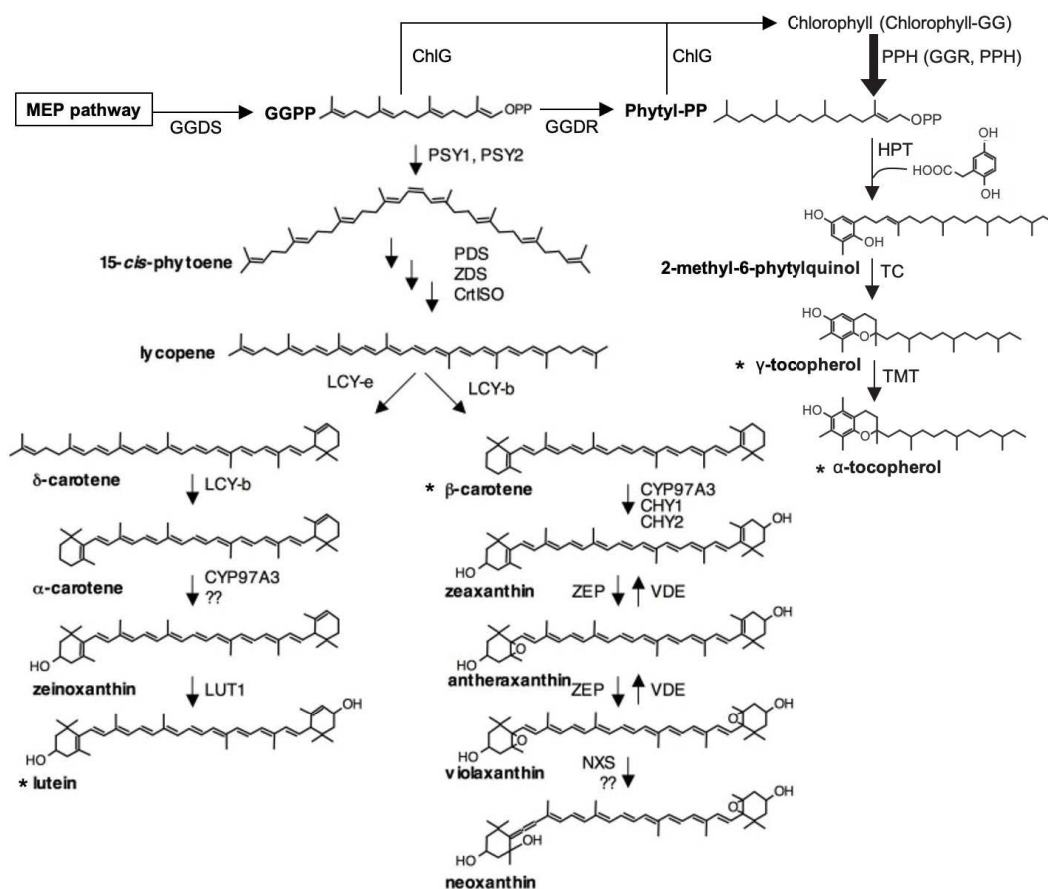 Chlorophyll (Chlorophyll-GG)
ChlG
ChlG
PPH (GGR, PPH)
MEP pathway
GGDS
GGPP
OPP
GGDR
Phytyl-PP
OPP
PSY1, PSY2
HPT
HOOC
OH
OH
15-cis-phytoene
PDS
ZDS
CrtISO
HO
OH
2-methyl-6-phytylquinol
TC
lycopene
LCY-e
LCY-b
HO
O
* γ-tocopherol
TMT
HO
O
* α-tocopherol
δ-carotene
LCY-b
* β-carotene
CYP97A3
CHY1
CHY2
α-carotene
CYP97A3
??
OH
HO
zeaxanthin
ZEP
VDE
HO
zeinoxanthin
LUT1
OH
O
HO
antheraxanthin
ZEP
VDE
OH
HO
* lutein
OH
O
O
HO
violaxanthin
NXS
??
OH
O
OH
HO
neoxanthin